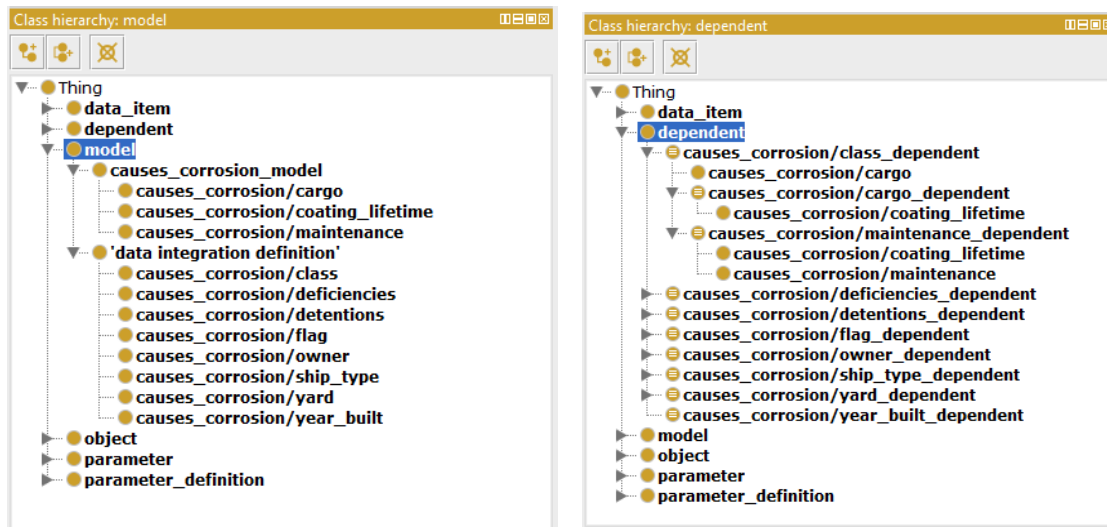 Class hierarchy: model
Thing
data_item
dependent
model
causes_corrosion_model
causes_corrosion/cargo
causes_corrosion/coating_lifetime
causes_corrosion/maintenance
'data integration definition'
causes_corrosion/class
causes_corrosion/deficiencies
causes_corrosion/detentions
causes_corrosion/flag
causes_corrosion/owner
causes_corrosion/ship_type
causes_corrosion/yard
causes_corrosion/year_built
object
parameter
parameter_definition
Class hierarchy: dependent
Thing
data_item
dependent
causes_corrosion/class_dependent
causes_corrosion/cargo
causes_corrosion/cargo_dependent
causes_corrosion/coating_lifetime
causes_corrosion/maintenance_dependent
causes_corrosion/coating_lifetime
causes_corrosion/maintenance
causes_corrosion/deficiencies_dependent
causes_corrosion/detentions_dependent
causes_corrosion/flag_dependent
causes_corrosion/owner_dependent
causes_corrosion/ship_type_dependent
causes_corrosion/yard_dependent
causes_corrosion/year_built_dependent
model
object
parameter
parameter_definition